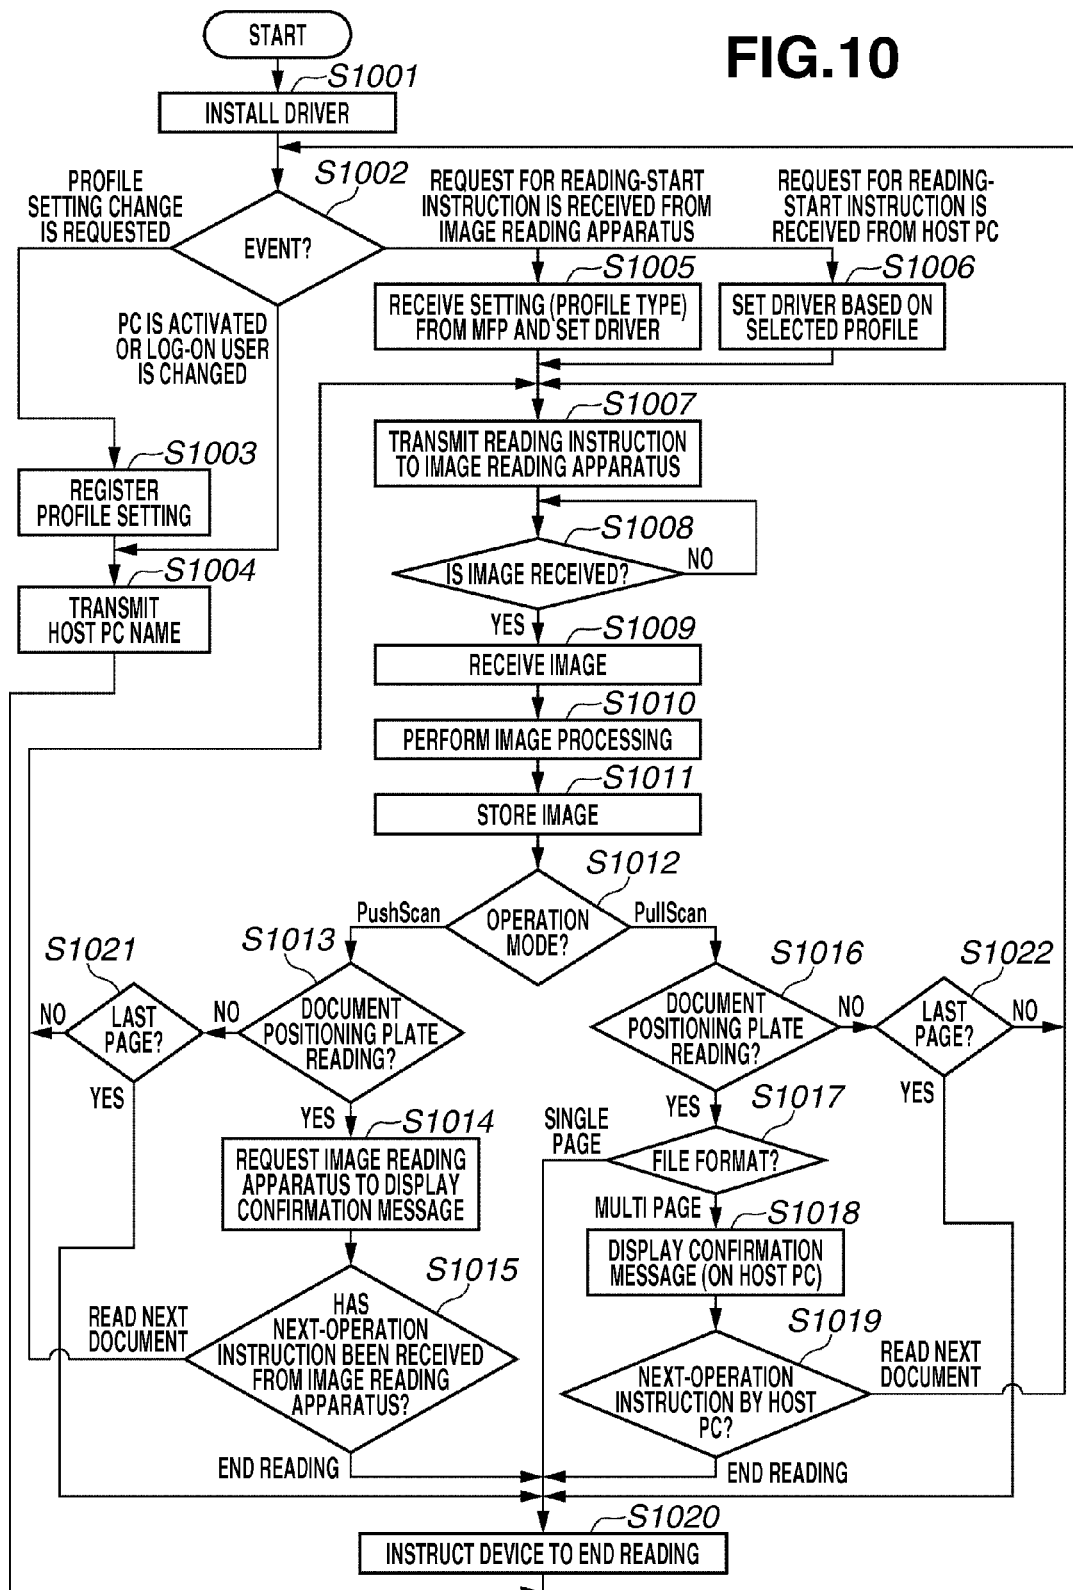 START
FIG.10
S1001
INSTALL DRIVER
S1002
PROFILE
SETTING CHANGE
IS REQUESTED
EVENT?
REQUEST FOR READING-START
INSTRUCTION IS RECEIVED FROM
IMAGE READING APPARATUS
REQUEST FOR READING-
START INSTRUCTION IS
RECEIVED FROM HOST PC
S1005
RECEIVE SETTING (PROFILE TYPE)
FROM MFP AND SET DRIVER
S1006
SET DRIVER BASED ON
SELECTED PROFILE
PC IS ACTIVATED
OR LOG-ON USER
IS CHANGED
S1003
REGISTER
PROFILE SETTING
S1004
TRANSMIT
HOST PC NAME
S1007
TRANSMIT READING INSTRUCTION
TO IMAGE READING APPARATUS
S1008
IS IMAGE RECEIVED?
NO
YES
S1009
RECEIVE IMAGE
S1010
PERFORM IMAGE PROCESSING
S1011
STORE IMAGE
S1012
OPERATION
MODE?
PushScan
PullScan
S1021
LAST
PAGE?
NO
YES
S1013
DOCUMENT
POSITIONING PLATE
READING?
NO
YES
S1016
DOCUMENT
POSITIONING PLATE
READING?
NO
YES
S1022
LAST
PAGE?
NO
YES
S1014
REQUEST IMAGE READING
APPARATUS TO DISPLAY
CONFIRMATION MESSAGE
S1017
FILE FORMAT?
SINGLE
PAGE
MULTI PAGE
S1018
DISPLAY CONFIRMATION
MESSAGE (ON HOST PC)
S1015
HAS
NEXT-OPERATION
INSTRUCTION BEEN RECEIVED
FROM IMAGE READING
APPARATUS?
READ NEXT
DOCUMENT
END READING
S1019
NEXT-OPERATION
INSTRUCTION BY HOST
PC?
READ NEXT
DOCUMENT
END READING
S1020
INSTRUCT DEVICE TO END READING